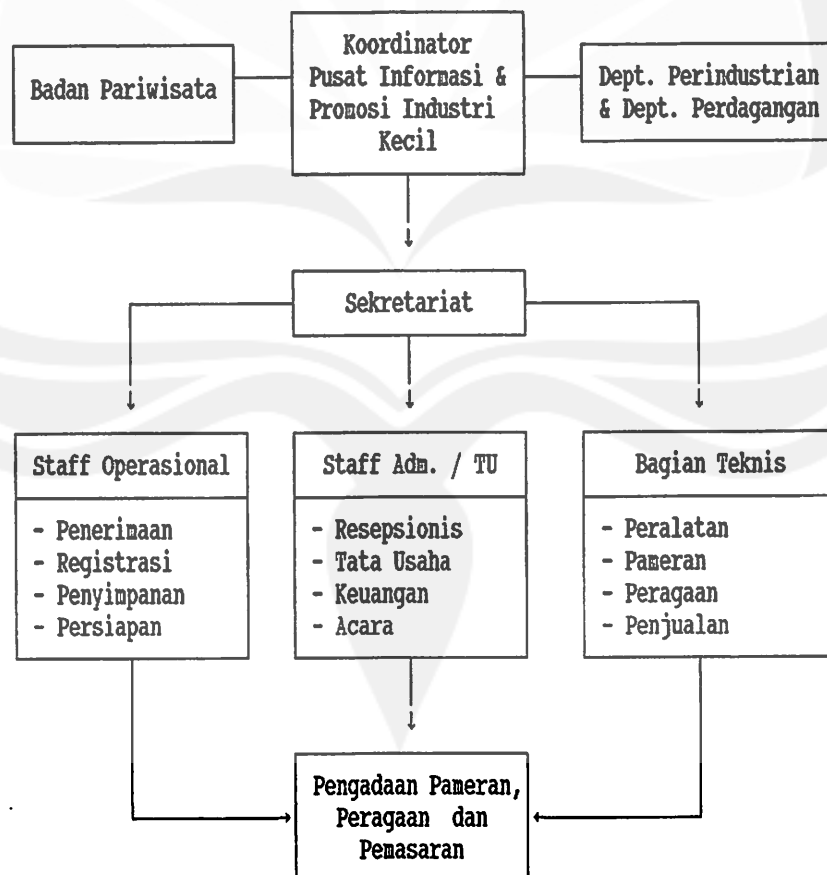 Badan Pariwisata
Koordinator
Pusat Informasi &
Promosi Industri
Kecil
Dept. Perindustrian
& Dept. Perdagangan
Sekretariat
Staff Operasional
- Penerimaan
- Registrasi
- Penyimpanan
- Persiapan
Staff Adm. / TU
- Resepsionis
- Tata Usaha
- Keuangan
- Acara
Bagian Teknis
- Peralatan
- Pameran
- Peragaan
- Penjualan
Pengadaan Pameran,
Peragaan dan
Pemasaran